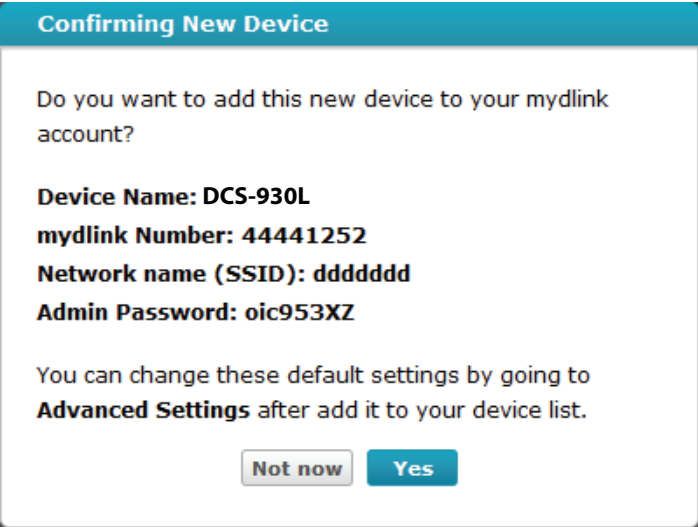 Confirming New Device
Do you want to add this new device to your mydlink
account?
Device Name: DCS-930L
mydlink Number: 44441252
Network name (SSID): ddddddd
Admin Password: oic953XZ
You can change these default settings by going to
Advanced Settings after add it to your device list.
Not now Yes